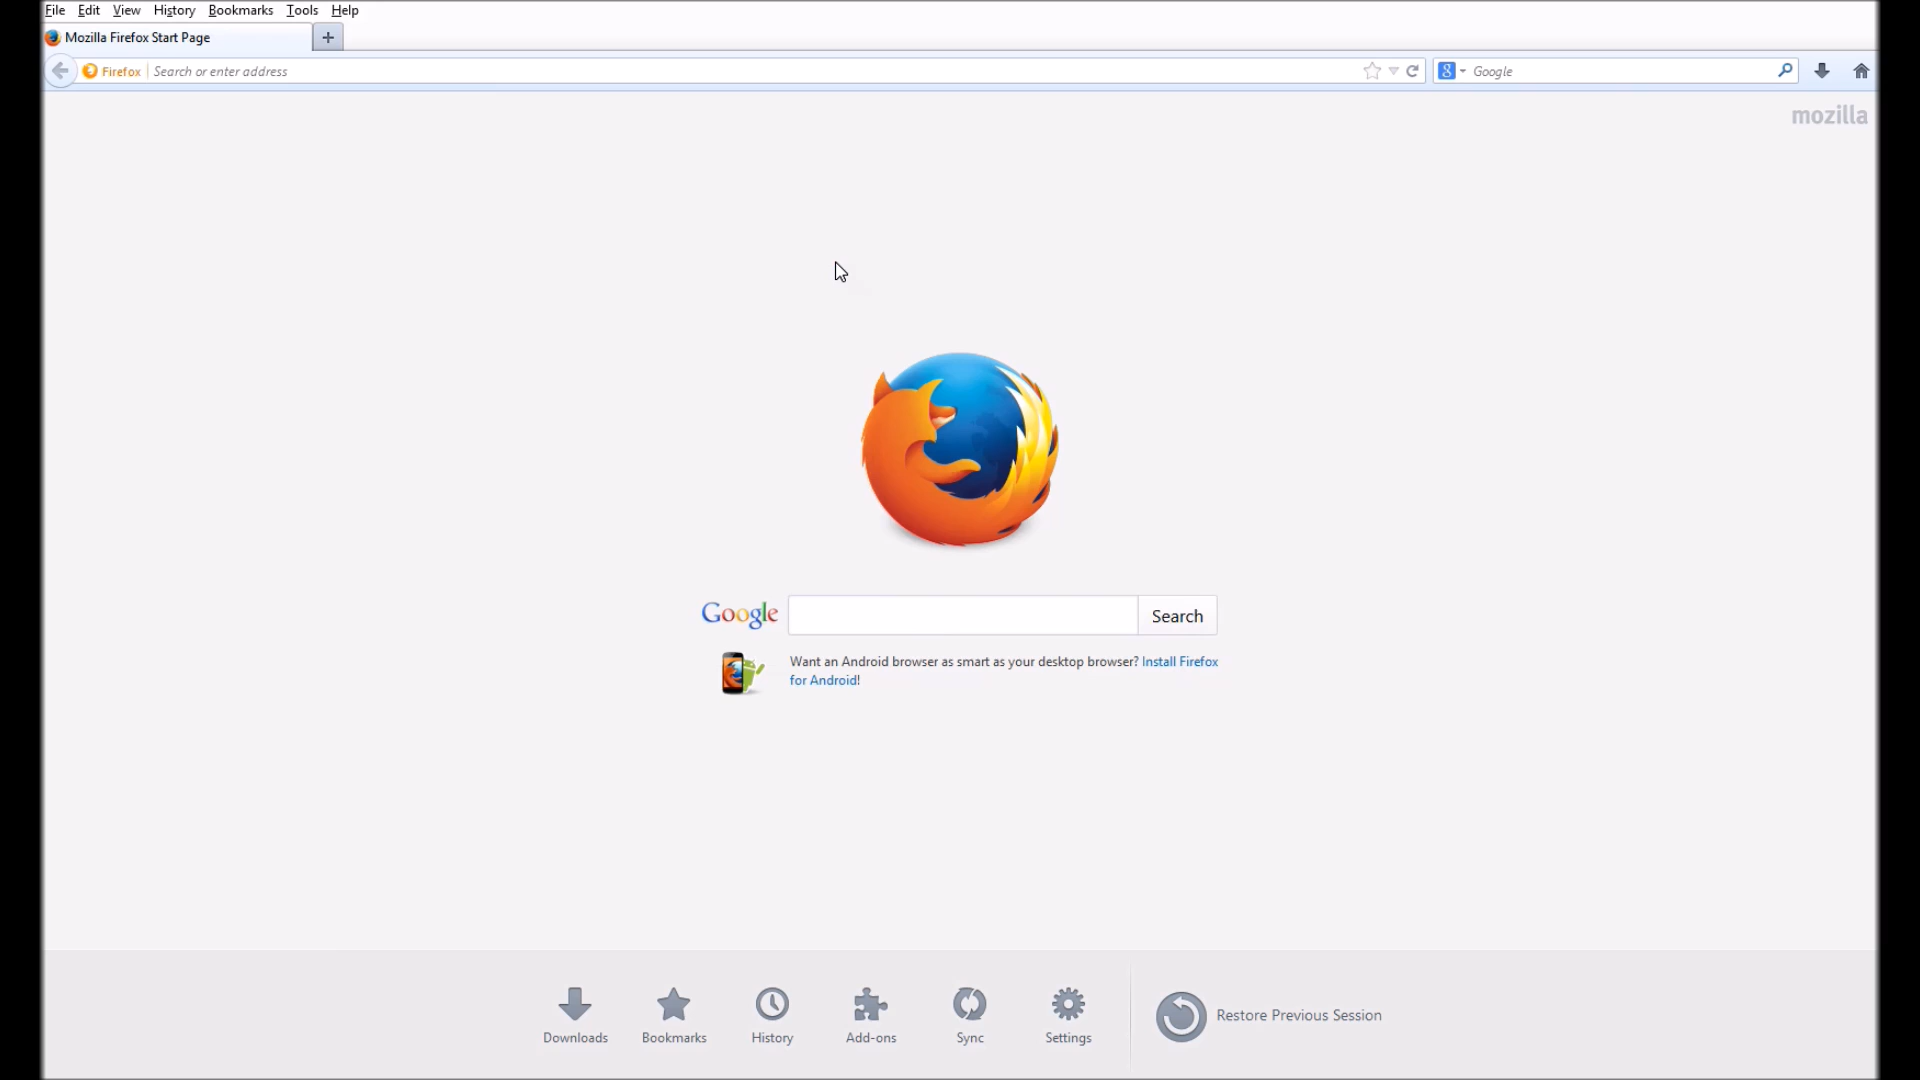 File Edit View History Bookmarks Tools Help
Mozilla Firefox Start Page +
Firefox Search or enter address 8 Google
mozilla
Google Search
Want an Android browser as smart as your desktop browser? Install Firefox
for Android!
Downloads Bookmarks History Add-ons Sync Settings Restore Previous Session